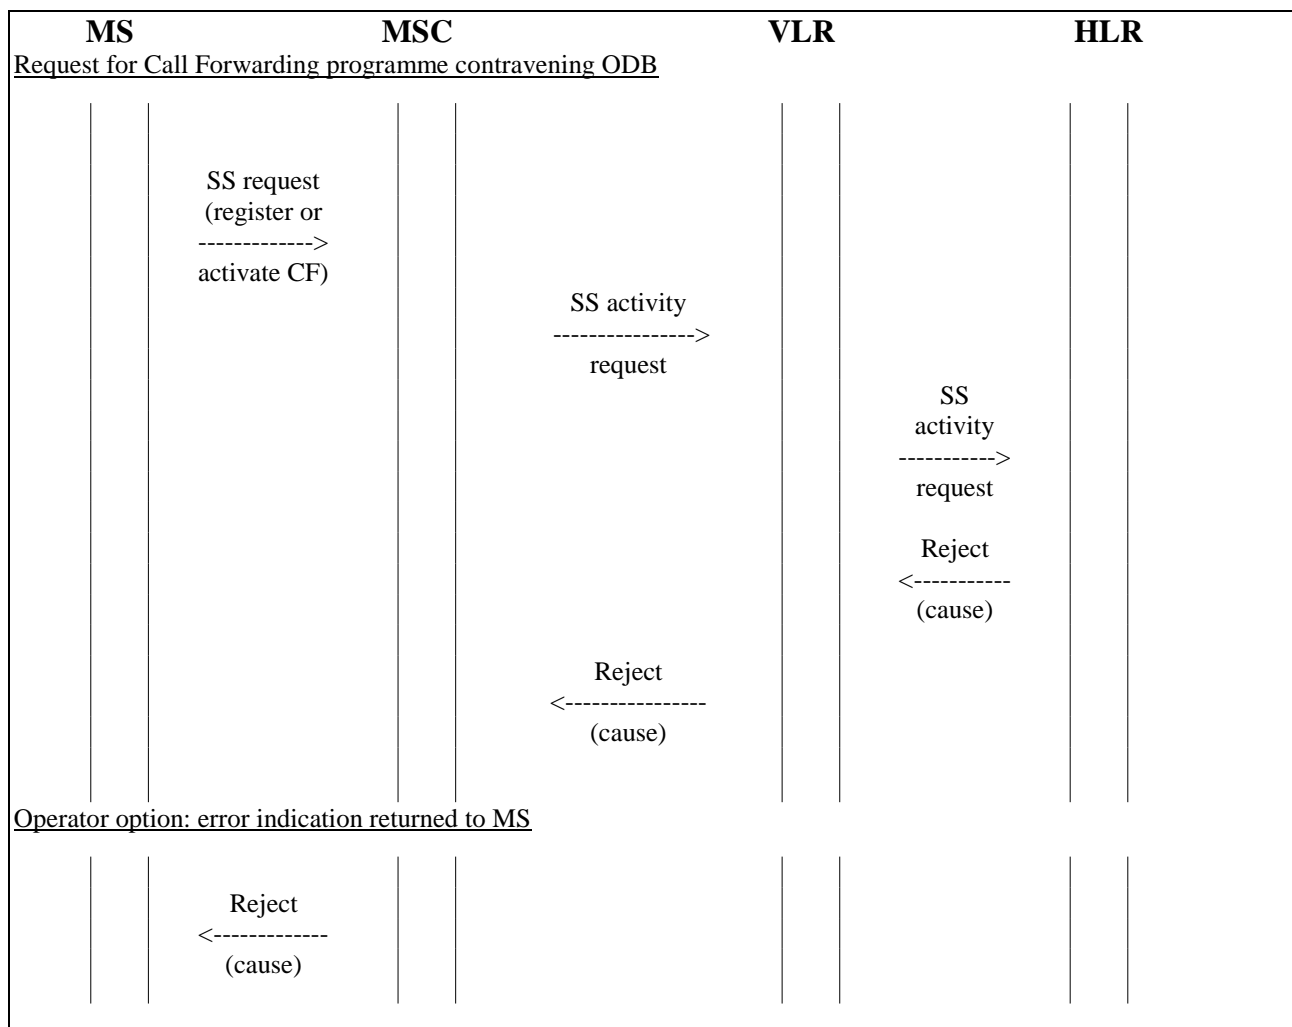 MS MSC VLR HLR
Request for Call Forwarding programme contravening ODB
SS request
(register or
------------->
activate CF)
SS activity
---------------->
request
SS
activity
----------->
request
Reject
<-----------
(cause)
Reject
<----------------
(cause)
Operator option: error indication returned to MS
Reject
<-------------
(cause)